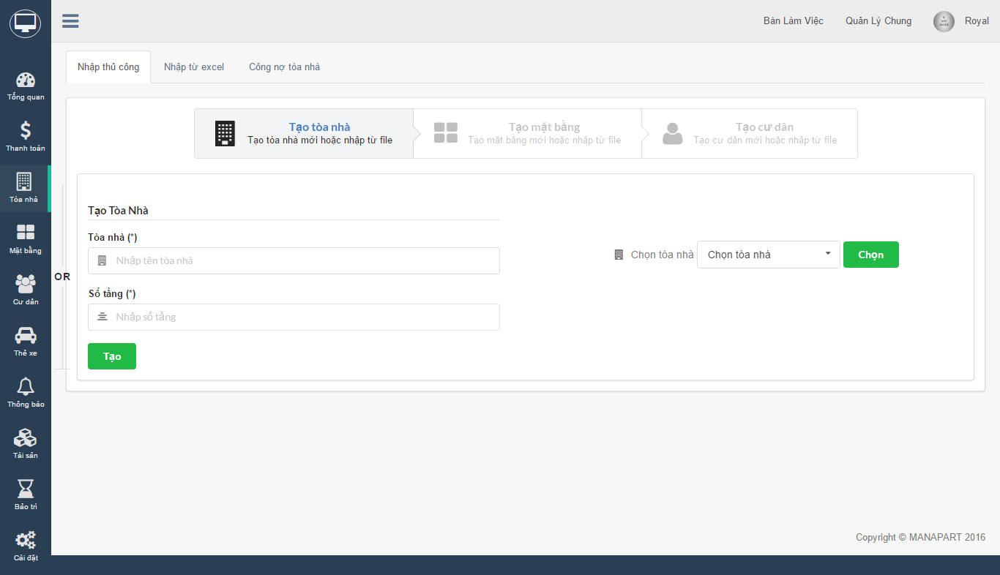 Bàn Làm Việc
Quản Lý Chung
Royal
Tổng quan
Thanh toán
Tòa nhà
Mặt bằng
Cư dân
Thẻ xe
Thông báo
Tài sản
Bảo trì
Cài đặt
Nhập thủ công
Nhập từ excel
Công nợ tòa nhà
Tạo tòa nhà
Tạo tòa nhà mới hoặc nhập từ file
Tạo mặt bằng
Tạo mặt bằng mới hoặc nhập từ file
Tạo cư dân
Tạo cư dân mới hoặc nhập từ file
Tạo Tòa Nhà
Tòa nhà (*)
Nhập tên tòa nhà
OR
Số tầng (*)
Nhập số tầng
Tạo
Chọn tòa nhà
Chọn tòa nhà
Chọn
Copyright © MANAPART 2016